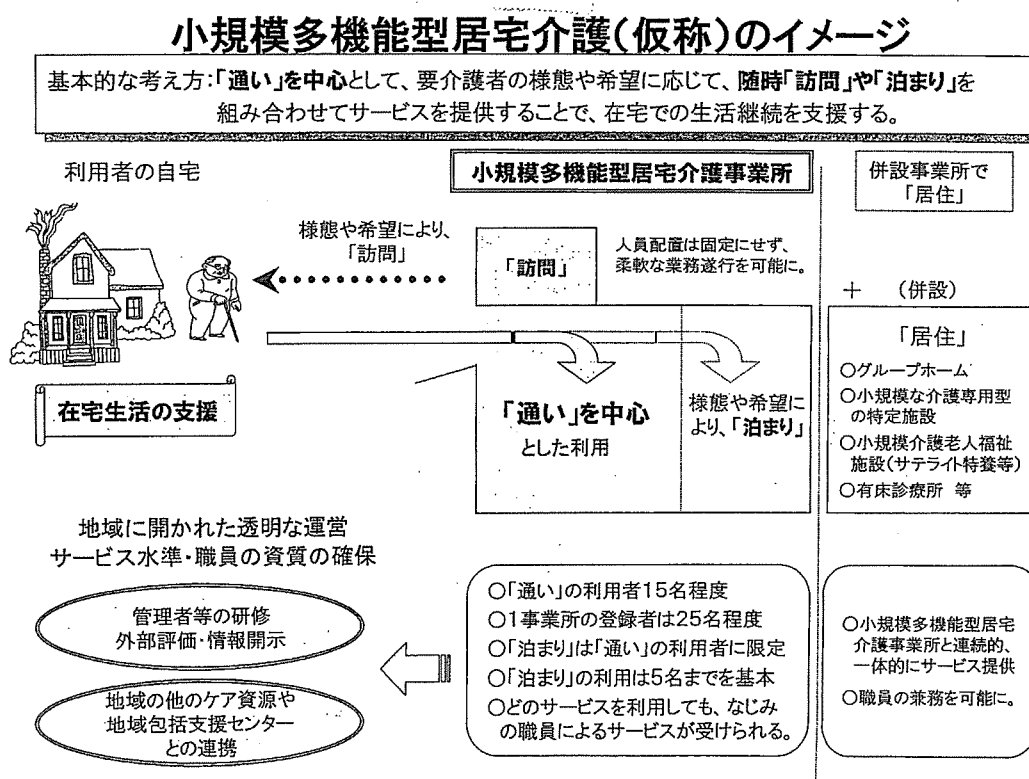 小規模多機能型居宅介護(仮称)のイメージ
基本的な考え方:「通い」を中心として、要介護者の様態や希望に応じて、随時「訪問」や「泊まり」を
組み合わせてサービスを提供することで、在宅での生活継続を支援する。
利用者の自宅
小規模多機能型居宅介護事業所
併設事業所で
「居住」
様態や希望により、
「訪問」
「訪問」
人員配置は固定にせず、
柔軟な業務遂行を可能に。
+ (併設)
在宅生活の支援
「通い」を中心
とした利用
様態や希望に
より、「泊まり」
「居住」
○グループホーム
○小規模な介護専用型
の特定施設
○小規模介護老人福祉
施設(サテライト特養等)
○有床診療所 等
地域に開かれた透明な運営
サービス水準・職員の資質の確保
管理者等の研修
外部評価・情報開示
地域の他のケア資源や
地域包括支援センター
との連携
○「通い」の利用者15名程度
○1事業所の登録者は25名程度
○「泊まり」は「通い」の利用者に限定
○「泊まり」の利用は5名までを基本
○どのサービスを利用しても、なじみ
の職員によるサービスが受けられる。
○小規模多機能型居宅
介護事業所と連続的、
一体的にサービス提供
○職員の兼務を可能に。